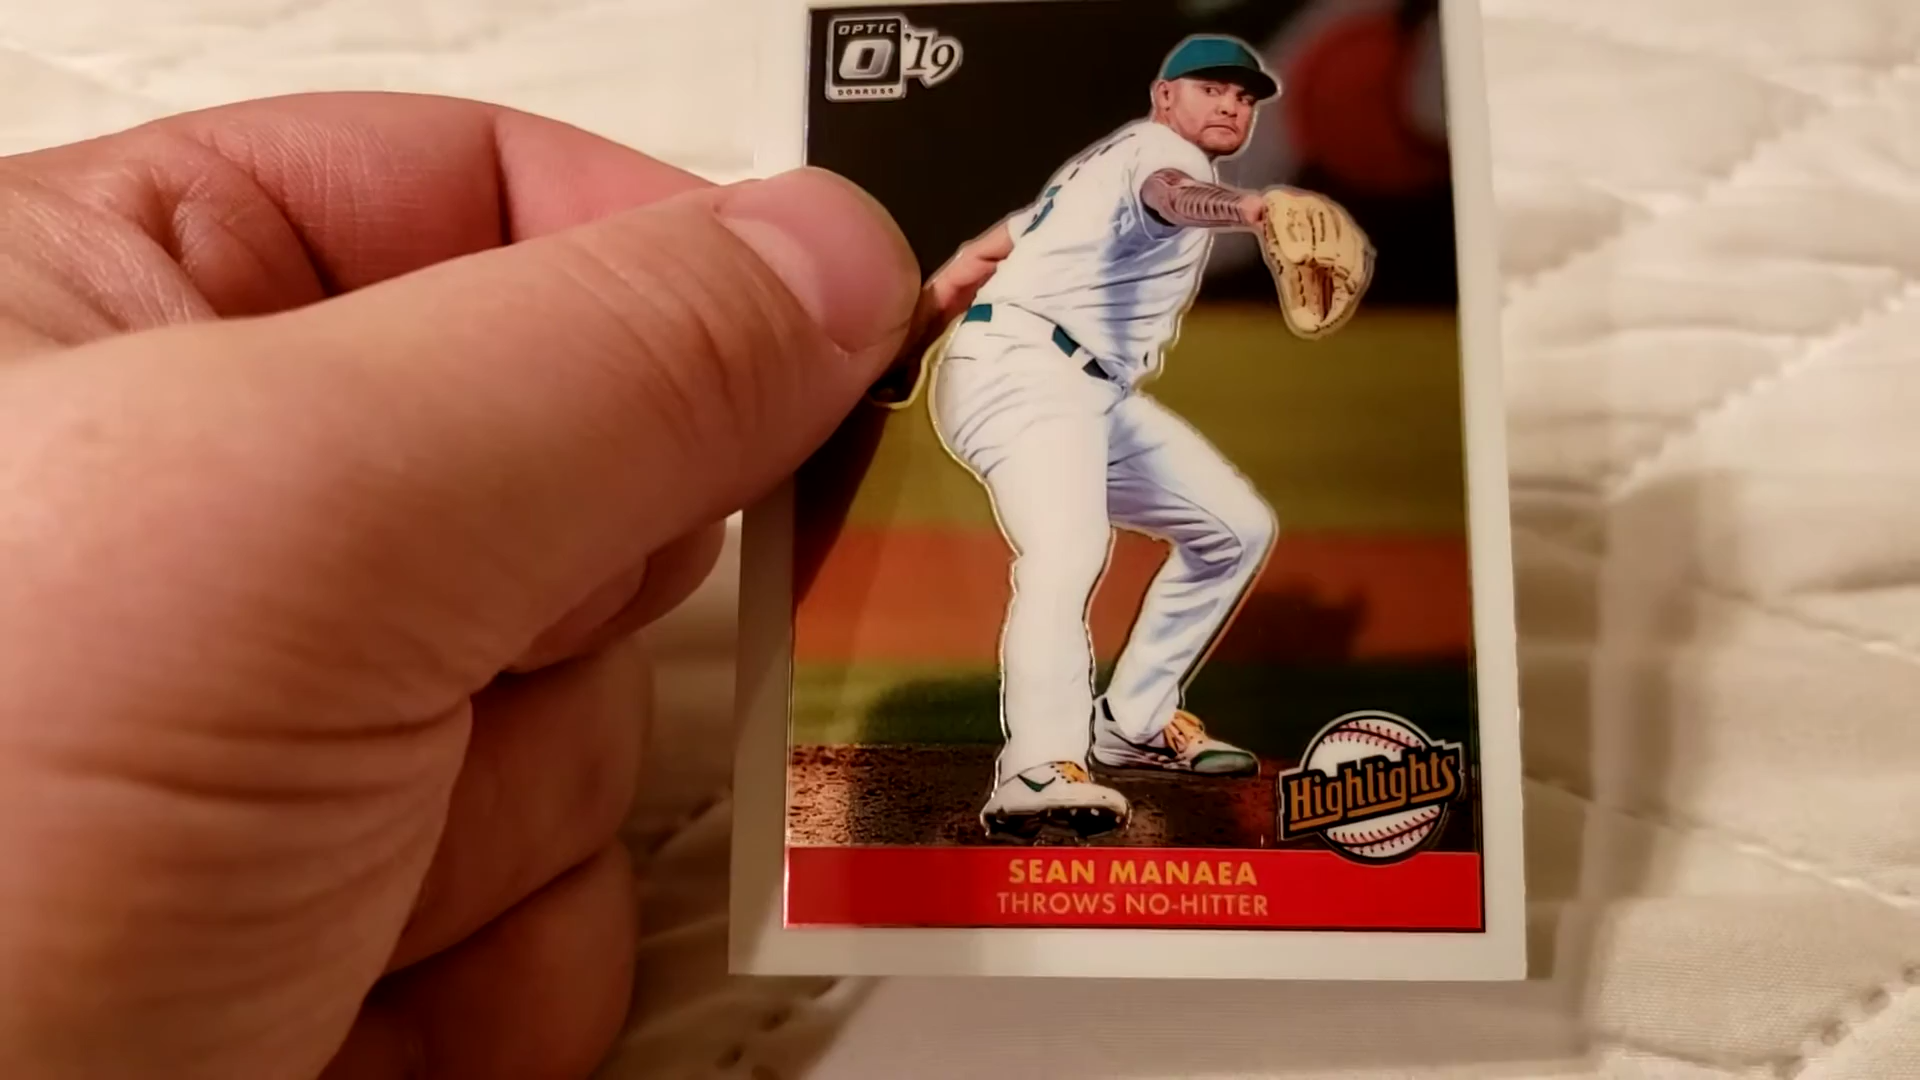 OPTIC
O '19
DONRUSS
Highlights
SEAN MANAEA
THROWS NO-HITTER